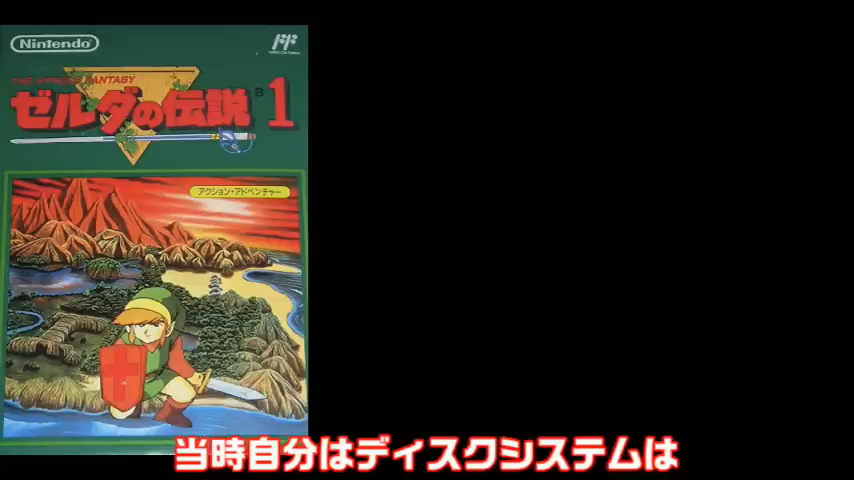 Nintendo
THE HYRULE FANTASY
ゼルダの伝説 1
アクション・アドベンチャー
当時自分はディスクシステムは